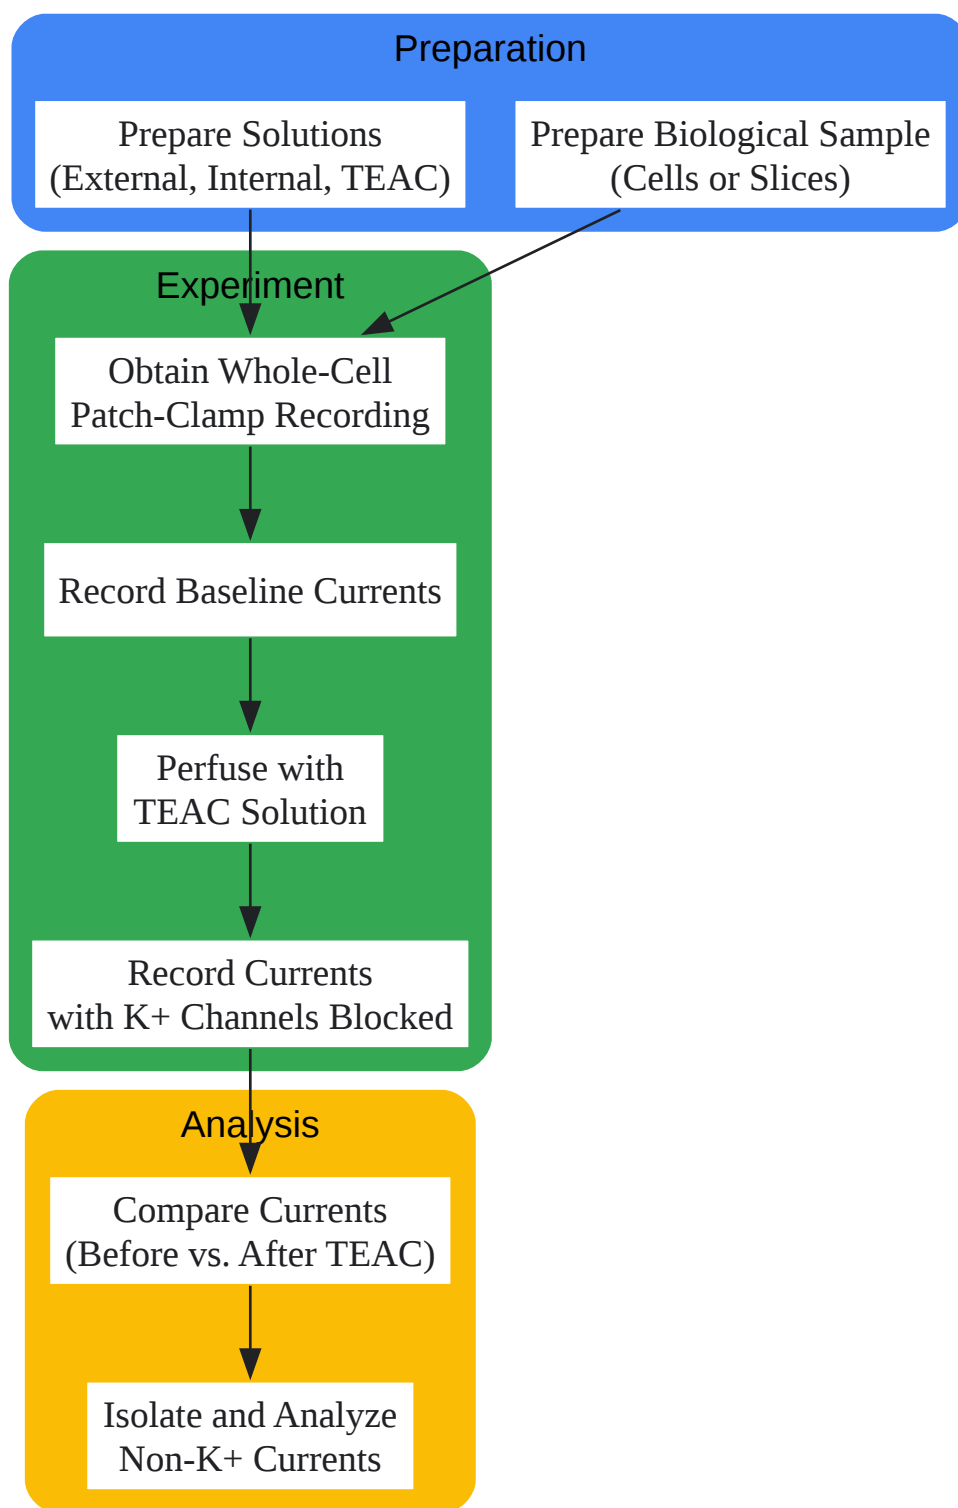 Preparation
Prepare Solutions
(External, Internal, TEAC)
Prepare Biological Sample
(Cells or Slices)
Experiment
Obtain Whole-Cell
Patch-Clamp Recording
Record Baseline Currents
Perfuse with
TEAC Solution
Record Currents
with K+ Channels Blocked
Analysis
Compare Currents
(Before vs. After TEAC)
Isolate and Analyze
Non-K+ Currents